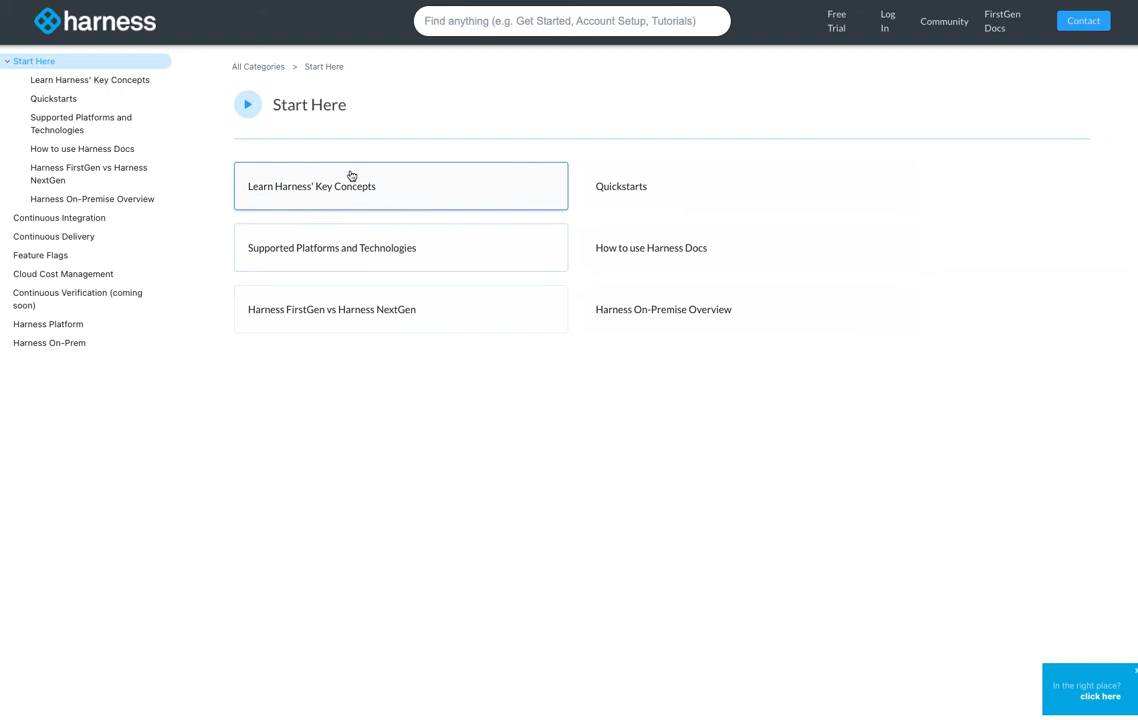 harness
Find anything (e.g. Get Started, Account Setup, Tutorials)
Free
Trial
Log
In
Community
FirstGen
Docs
Contact
Start Here
Learn Harness' Key Concepts
Quickstarts
Supported Platforms and
Technologies
How to use Harness Docs
Harness FirstGen vs Harness
NextGen
Harness On-Premise Overview
Continuous Integration
Continuous Delivery
Feature Flags
Cloud Cost Management
Continuous Verification (coming
soon)
Harness Platform
Harness On-Prem
All Categories > Start Here
Start Here
Learn Harness' Key Concepts
Quickstarts
Supported Platforms and Technologies
How to use Harness Docs
Harness FirstGen vs Harness NextGen
Harness On-Premise Overview
In the right place?
click here